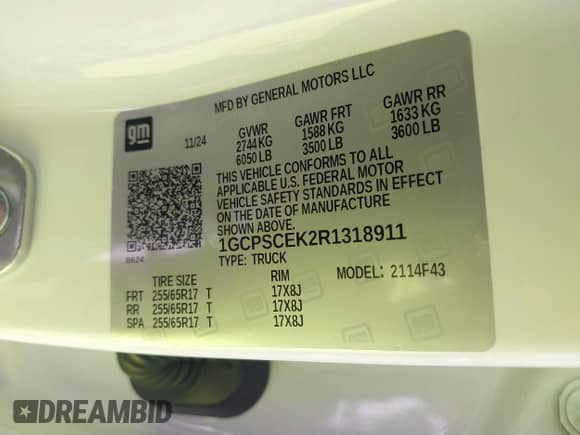 MFD BY GENERAL MOTORS LLC
gm
11/24
GVWR
2744 KG
6050 LB
GAWR FRT
1588 KG
3500 LB
GAWR RR
1633 KG
3600 LB
THIS VEHICLE CONFORMS TO ALL
APPLICABLE U.S. FEDERAL MOTOR
VEHICLE SAFETY STANDARDS IN EFFECT
ON THE DATE OF MANUFACTURE
SHOWN ABOVE.
1GCPSCEK2R1318911
TYPE: TRUCK
MODEL: 2114F43
B624
TIRE SIZE RIM
FRT 255/65R17 T 17X8J
RR 255/65R17 T 17X8J
SPA 255/65R17 T 17X8J
DREAMBID